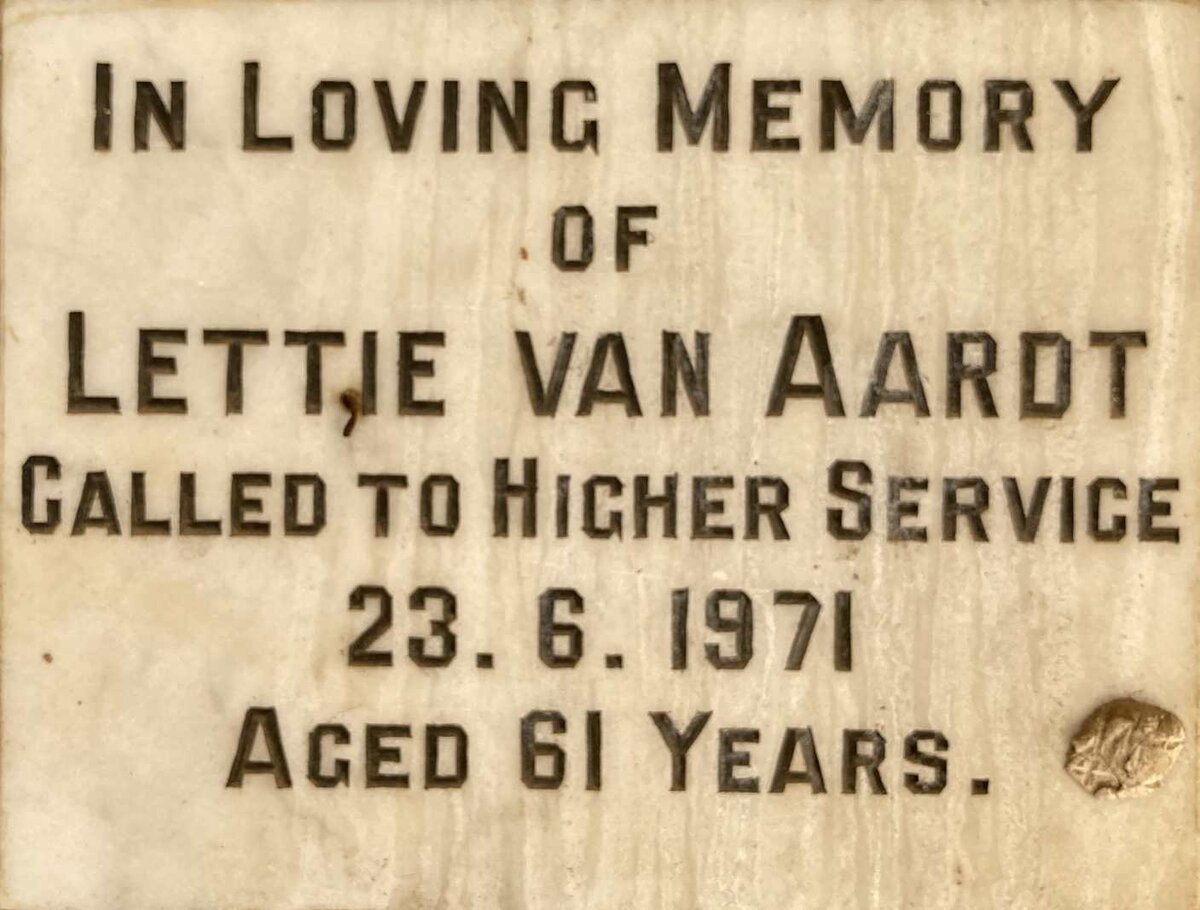 IN LOVING MEMORY
OF
LETTIE VAN AARDT
CALLED TO HIGHER SERVICE
23. 6. 1971
AGED 61 YEARS.